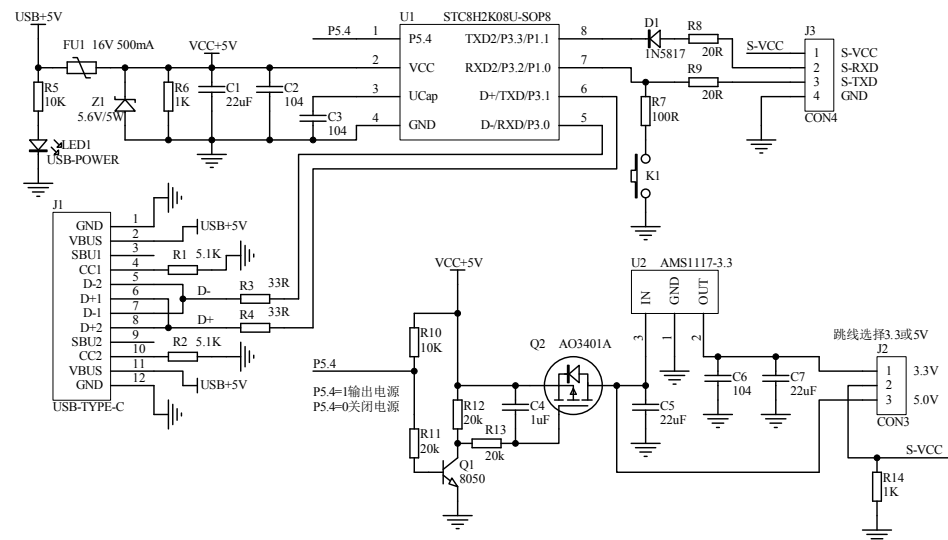 USB+5V
FU1 16V 500mA
VCC+5V
R5
10K
Z1
5.6V/5W
R6
1K
C1
22uF
C2
104
C3
104
LED1
USB-POWER
U1 STC8H2K08U-SOP8
P5.4 1 P5.4
2 VCC
3 UCap
4 GND
TXD2/P3.3/P1.1 8
RXD2/P3.2/P1.0 7
D+/TXD/P3.1 6
D-/RXD/P3.0 5
D1
1N5817
R8
20R
R9
20R
R7
100R
K1
J3
S-VCC 1 S-VCC
2 S-RXD
3 S-TXD
4 GND
CON4
J1
GND 1
VBUS 2 USB+5V
SBU1 3
CC1 4 R1 5.1K
D-2 5
D+1 6
D-1 7
D+2 8
SBU2 9
CC2 10 R2 5.1K
VBUS 11 USB+5V
GND 12
USB-TYPE-C
D- R3 33R
D+ R4 33R
VCC+5V
R10
10K
P5.4
P5.4=1输出电源
P5.4=0关闭电源
R11
20k
R12
20k
R13
20k
Q1
8050
C4
1uF
Q2 AO3401A
U2 AMS1117-3.3
IN GND OUT
3 1 2
C5
22uF
C6
104
C7
22uF
跳线选择3.3或5V
J2
1 3.3V
2
3 5.0V
CON3
S-VCC
R14
1K